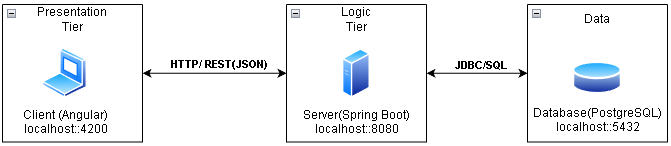 Presentation
Tier
Client (Angular)
localhost::4200
HTTP/ REST(JSON)
Logic
Tier
Server(Spring Boot)
localhost::8080
JDBC/SQL
Data
Database(PostgreSQL)
localhost::5432